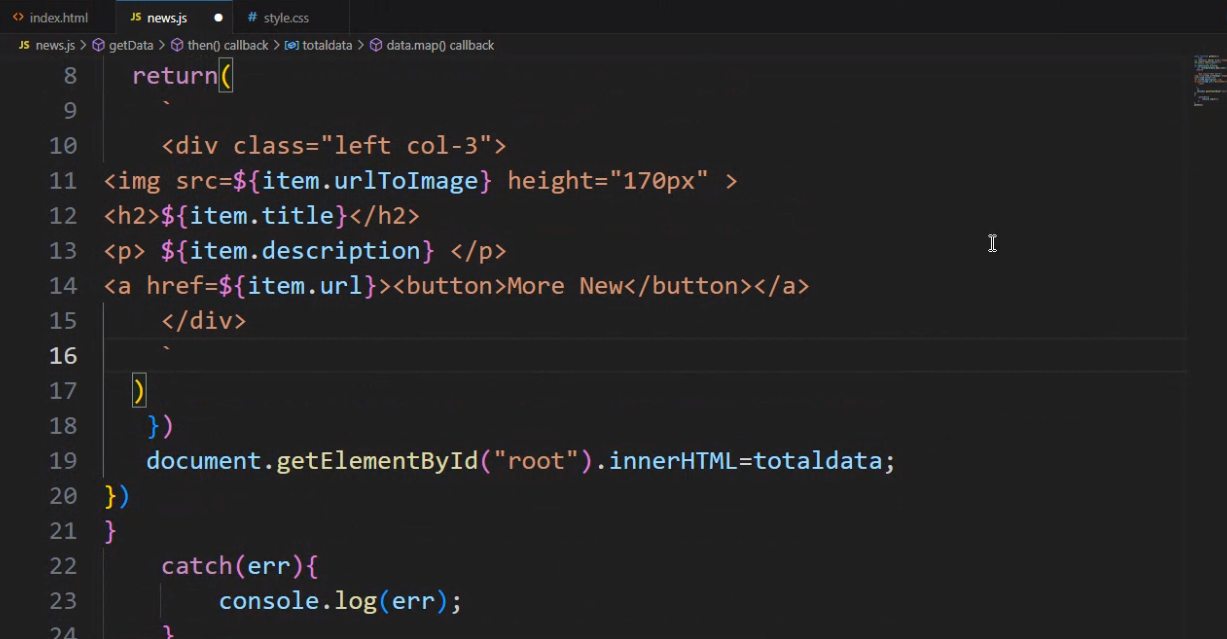 <> index.html JS news.js ● # style.css
JS news.js > getData > then() callback > totaldata > data.map() callback
8 return(
9 `
10 <div class="left col-3">
11 <img src=${item.urlToImage} height="170px" >
12 <h2>${item.title}</h2>
13 <p> ${item.description} </p>
14 <a href=${item.url}><button>More New</button></a>
15 </div>
16 `
17 )
18 })
19 document.getElementById("root").innerHTML=totaldata;
20 })
21 }
22 catch(err){
23 console.log(err);
24 }